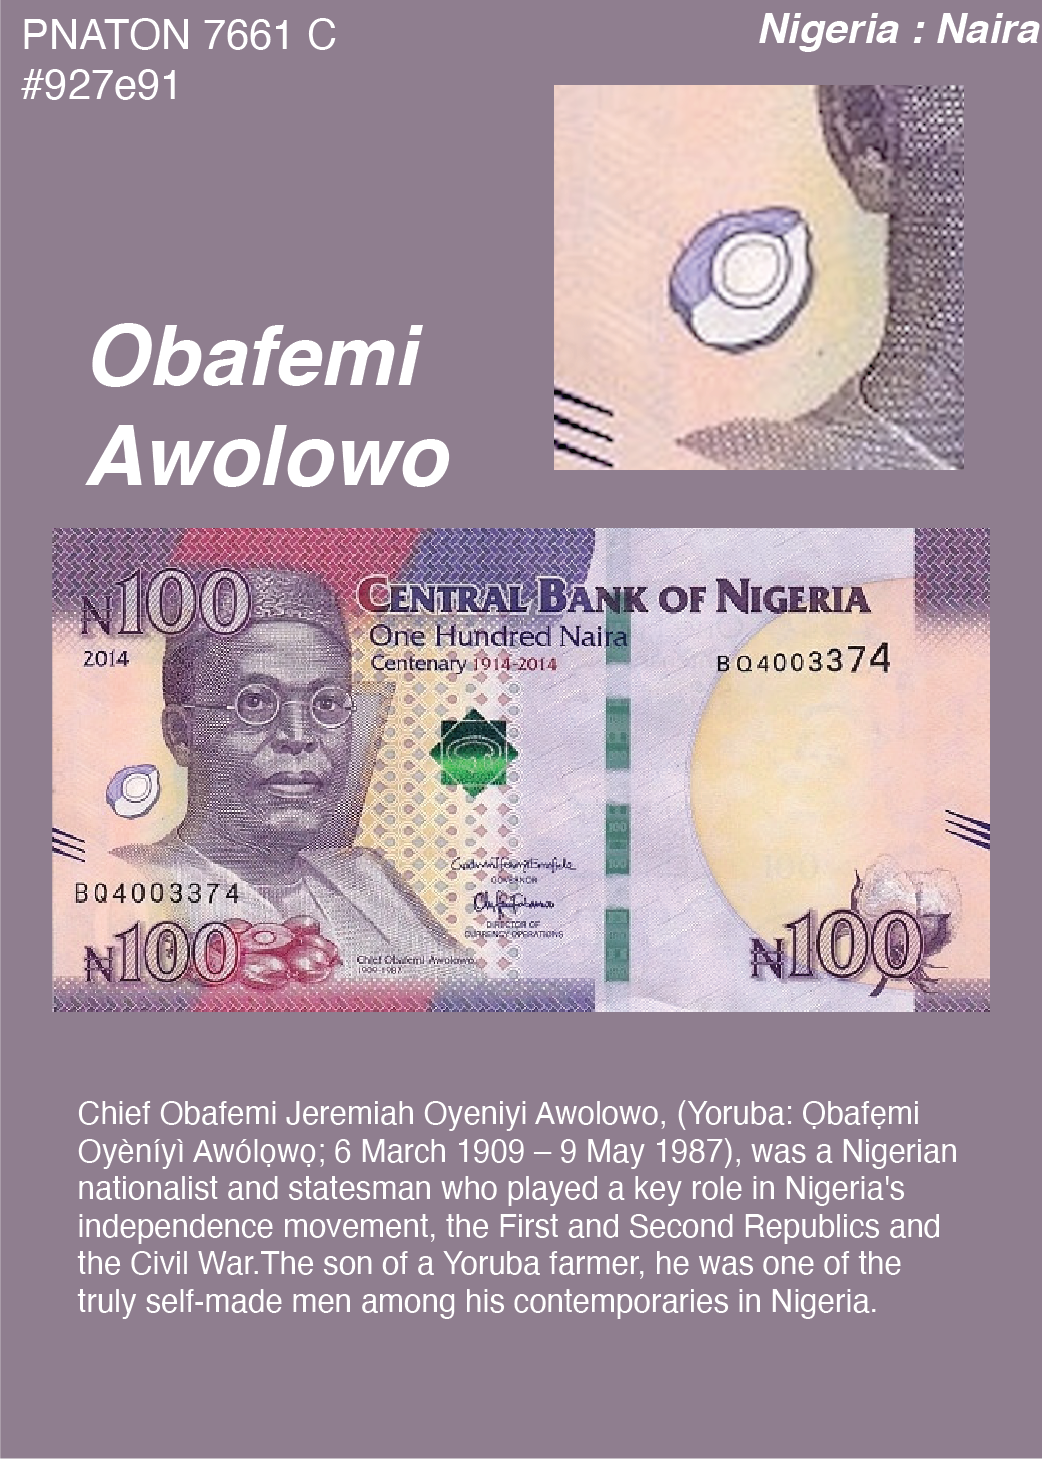 PNATON 7661 C
#927e91
Nigeria : Naira
Obafemi
Awolowo
₦100
2014
CENTRAL BANK OF NIGERIA
One Hundred Naira
Centenary 1914-2014
BQ4003374
BQ4003374
GOVERNOR
DIRECTOR OF
CURRENCY OPERATIONS
₦100
Chief Obafemi Awolowo
1909-1987
₦100
Chief Obafemi Jeremiah Oyeniyi Awolowo, (Yoruba: Ọbafẹmi
Oyèníyì Awólọwọ; 6 March 1909 – 9 May 1987), was a Nigerian
nationalist and statesman who played a key role in Nigeria's
independence movement, the First and Second Republics and
the Civil War.The son of a Yoruba farmer, he was one of the
truly self-made men among his contemporaries in Nigeria.